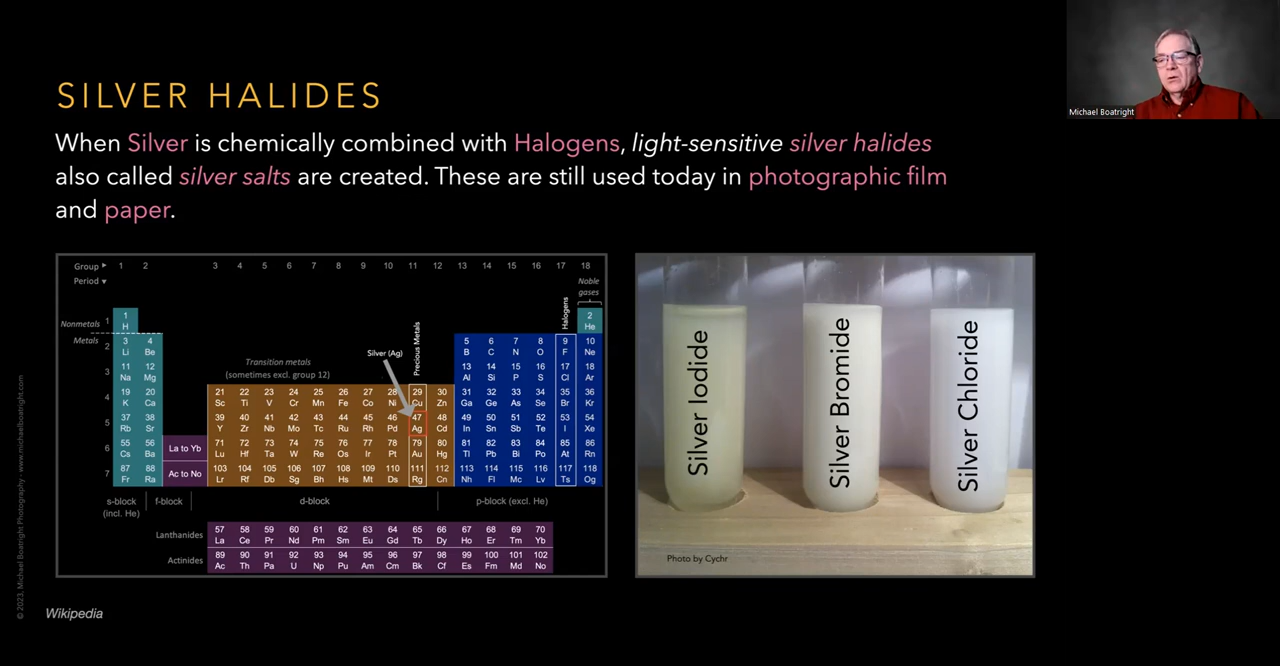 Michael Boatright
SILVER HALIDES
When Silver is chemically combined with Halogens, light-sensitive silver halides
also called silver salts are created. These are still used today in photographic film
and paper.
Group ► 1 2 3 4 5 6 7 8 9 10 11 12 13 14 15 16 17 18
Period ▼
Noble
gases
Halogens
Precious Metals
Nonmetals
Metals
Silver (Ag)
Transition metals
(sometimes excl. group 12)
1 1 2
H He
2 3 4 5 6 7 8 9 10
Li Be B C N O F Ne
3 11 12 13 14 15 16 17 18
Na Mg Al Si P S Cl Ar
4 19 20 21 22 23 24 25 26 27 28 29 30 31 32 33 34 35 36
K Ca Sc Ti V Cr Mn Fe Co Ni Cu Zn Ga Ge As Se Br Kr
5 37 38 39 40 41 42 43 44 45 46 47 48 49 50 51 52 53 54
Rb Sr Y Zr Nb Mo Tc Ru Rh Pd Ag Cd In Sn Sb Te I Xe
6 55 56 La to Yb 71 72 73 74 75 76 77 78 79 80 81 82 83 84 85 86
Cs Ba Lu Hf Ta W Re Os Ir Pt Au Hg Tl Pb Bi Po At Rn
7 87 88 Ac to No 103 104 105 106 107 108 109 110 111 112 113 114 115 116 117 118
Fr Ra Lr Rf Db Sg Bh Hs Mt Ds Rg Cn Nh Fl Mc Lv Ts Og
s-block f-block d-block p-block (excl. He)
(incl. He)
Lanthanides 57 58 59 60 61 62 63 64 65 66 67 68 69 70
La Ce Pr Nd Pm Sm Eu Gd Tb Dy Ho Er Tm Yb
Actinides 89 90 91 92 93 94 95 96 97 98 99 100 101 102
Ac Th Pa U Np Pu Am Cm Bk Cf Es Fm Md No
Silver Iodide
Silver Bromide
Silver Chloride
Photo by Cychr
© 2023, Michael Boatright Photography - www.michaelboatright.com
Wikipedia